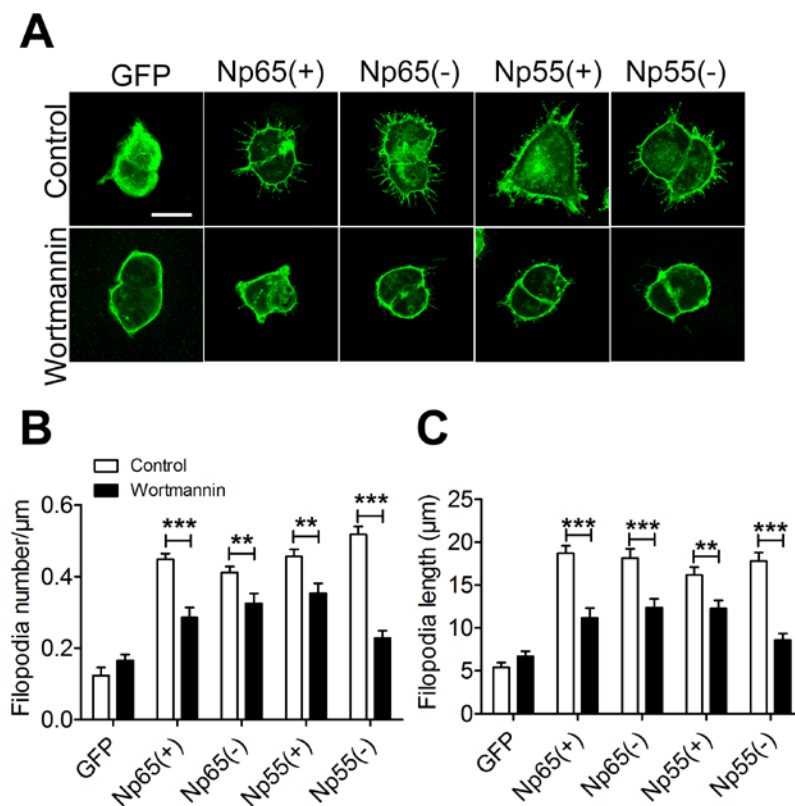 A
GFP Np65(+) Np65(-) Np55(+) Np55(-)
Control
Wortmannin
B
Control
Wortmannin
Filopodia number/µm
0.6
0.4
0.2
0.0
*** ** ** ***
GFP Np65(+) Np65(-) Np55(+) Np55(-)
C
Filopodia length (µm)
25
20
15
10
5
0
*** *** ** ***
GFP Np65(+) Np65(-) Np55(+) Np55(-)